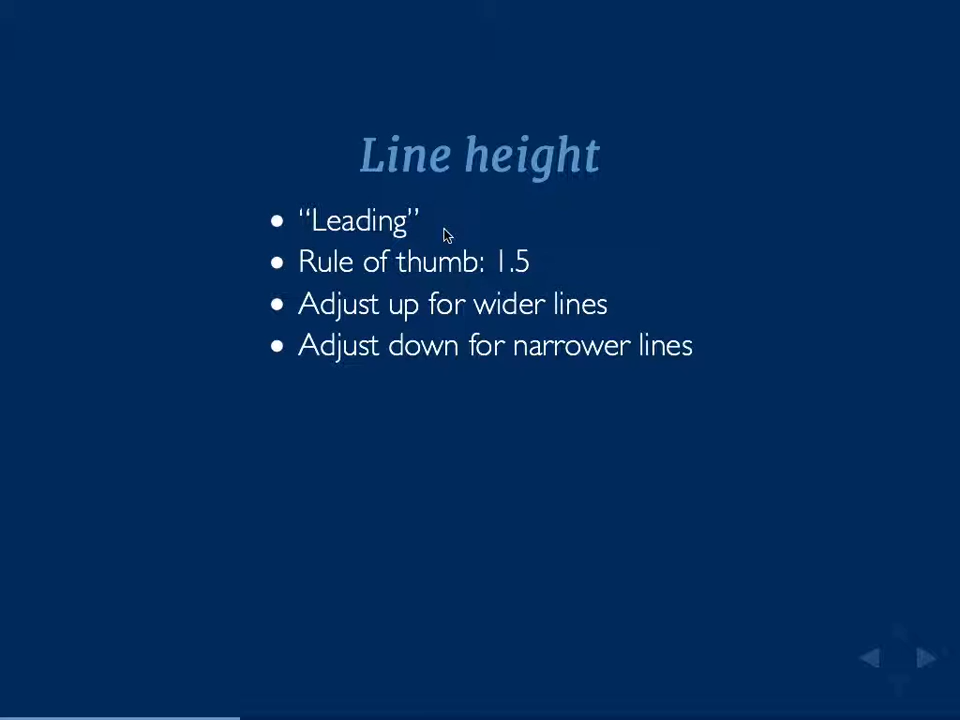 Line height
• “Leading”
• Rule of thumb: 1.5
• Adjust up for wider lines
• Adjust down for narrower lines